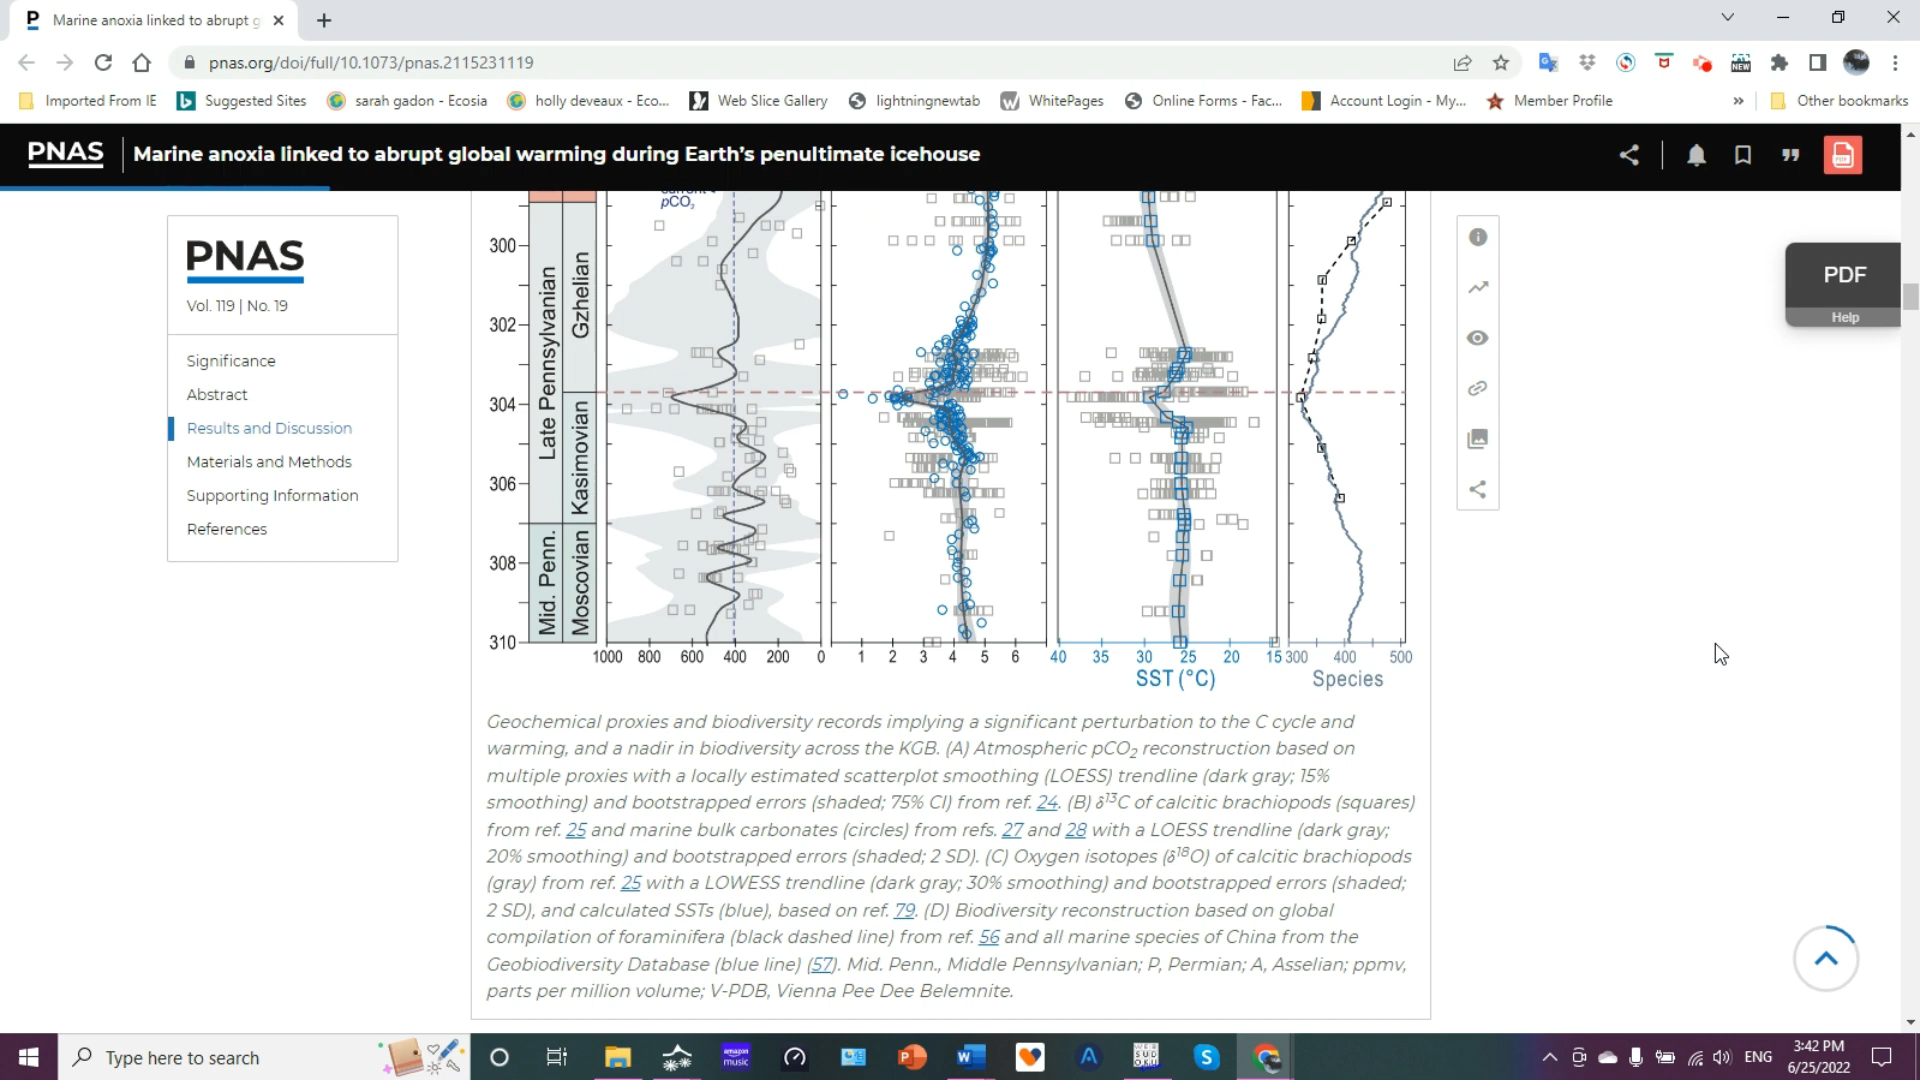 Marine anoxia linked to abrupt g
pnas.org/doi/full/10.1073/pnas.2115231119
NEW
Imported From IE
Suggested Sites
sarah gadon - Ecosia
holly deveaux - Eco...
Web Slice Gallery
lightningnewtab
WhitePages
Online Forms - Fac...
Account Login - My...
Member Profile
»
Other bookmarks
PNAS
Marine anoxia linked to abrupt global warming during Earth's penultimate icehouse
PDF
PNAS
Vol. 119 | No. 19
Significance
Abstract
Results and Discussion
Materials and Methods
Supporting Information
References
pCO₂
300
302
304
306
308
310
Late Pennsylvanian
Mid. Penn.
Gzhelian
Kasimovian
Moscovian
1000 800 600 400 200 0
1 2 3 4 5 6
40 35 30 25 20 15
SST (°C)
300 400 500
Species
PDF
Help
Geochemical proxies and biodiversity records implying a significant perturbation to the C cycle and
warming, and a nadir in biodiversity across the KGB. (A) Atmospheric pCO₂ reconstruction based on
multiple proxies with a locally estimated scatterplot smoothing (LOESS) trendline (dark gray; 15%
smoothing) and bootstrapped errors (shaded; 75% CI) from ref. 24. (B) δ¹³C of calcitic brachiopods (squares)
from ref. 25 and marine bulk carbonates (circles) from refs. 27 and 28 with a LOESS trendline (dark gray;
20% smoothing) and bootstrapped errors (shaded; 2 SD). (C) Oxygen isotopes (δ¹⁸O) of calcitic brachiopods
(gray) from ref. 25 with a LOWESS trendline (dark gray; 30% smoothing) and bootstrapped errors (shaded;
2 SD), and calculated SSTs (blue), based on ref. 79. (D) Biodiversity reconstruction based on global
compilation of foraminifera (black dashed line) from ref. 56 and all marine species of China from the
Geobiodiversity Database (blue line) (57). Mid. Penn., Middle Pennsylvanian; P, Permian; A, Asselian; ppmv,
parts per million volume; V-PDB, Vienna Pee Dee Belemnite.
Type here to search
amazon music
WEB SUDOKU
ENG
3:42 PM
6/25/2022